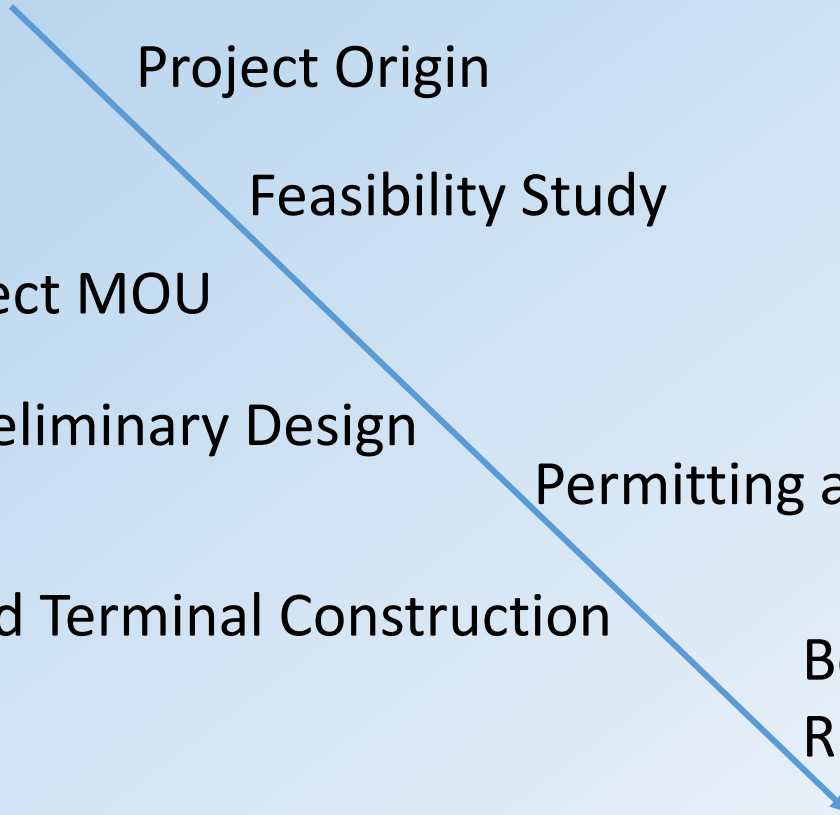 Project Origin
Feasibility Study
ect MOU
eliminary Design
Permitting a
d Terminal Construction
B
R